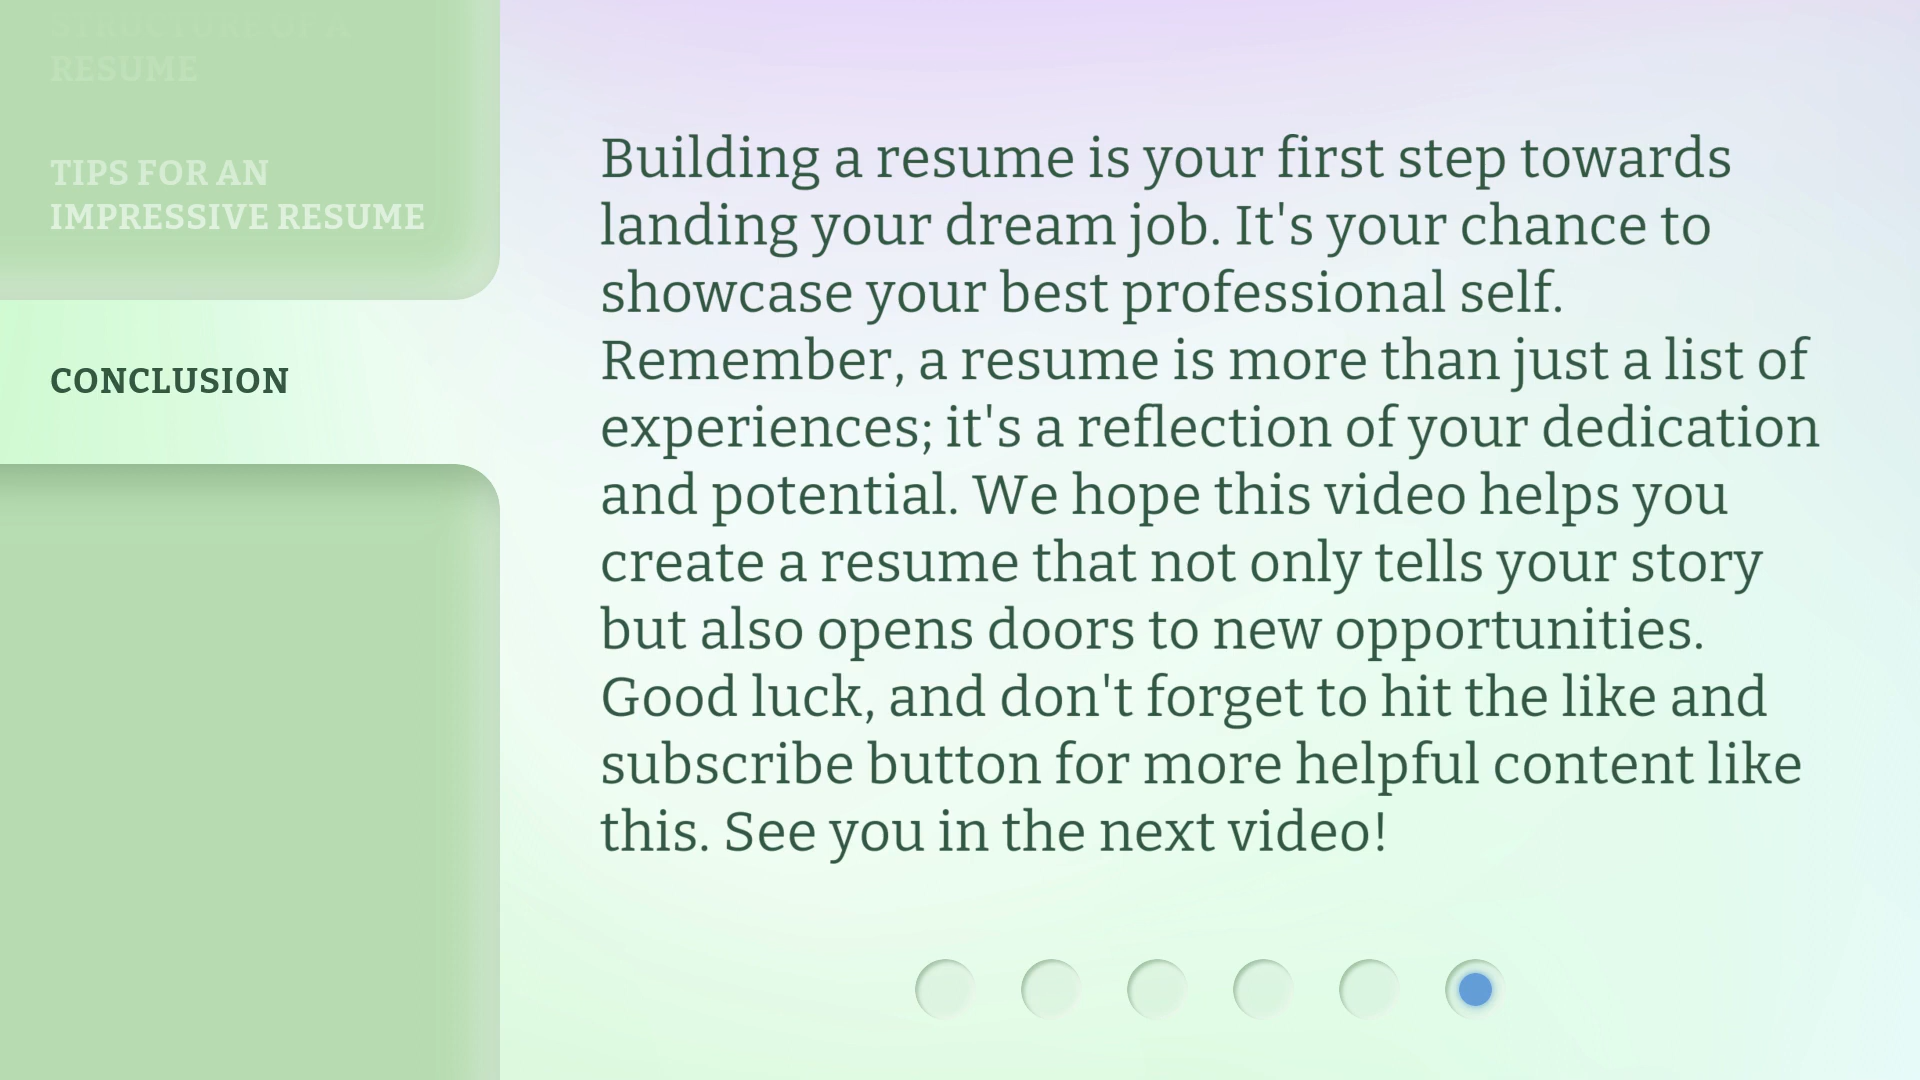 STRUCTURE OF A
RESUME
TIPS FOR AN
IMPRESSIVE RESUME
CONCLUSION
Building a resume is your first step towards
landing your dream job. It's your chance to
showcase your best professional self.
Remember, a resume is more than just a list of
experiences; it's a reflection of your dedication
and potential. We hope this video helps you
create a resume that not only tells your story
but also opens doors to new opportunities.
Good luck, and don't forget to hit the like and
subscribe button for more helpful content like
this. See you in the next video!